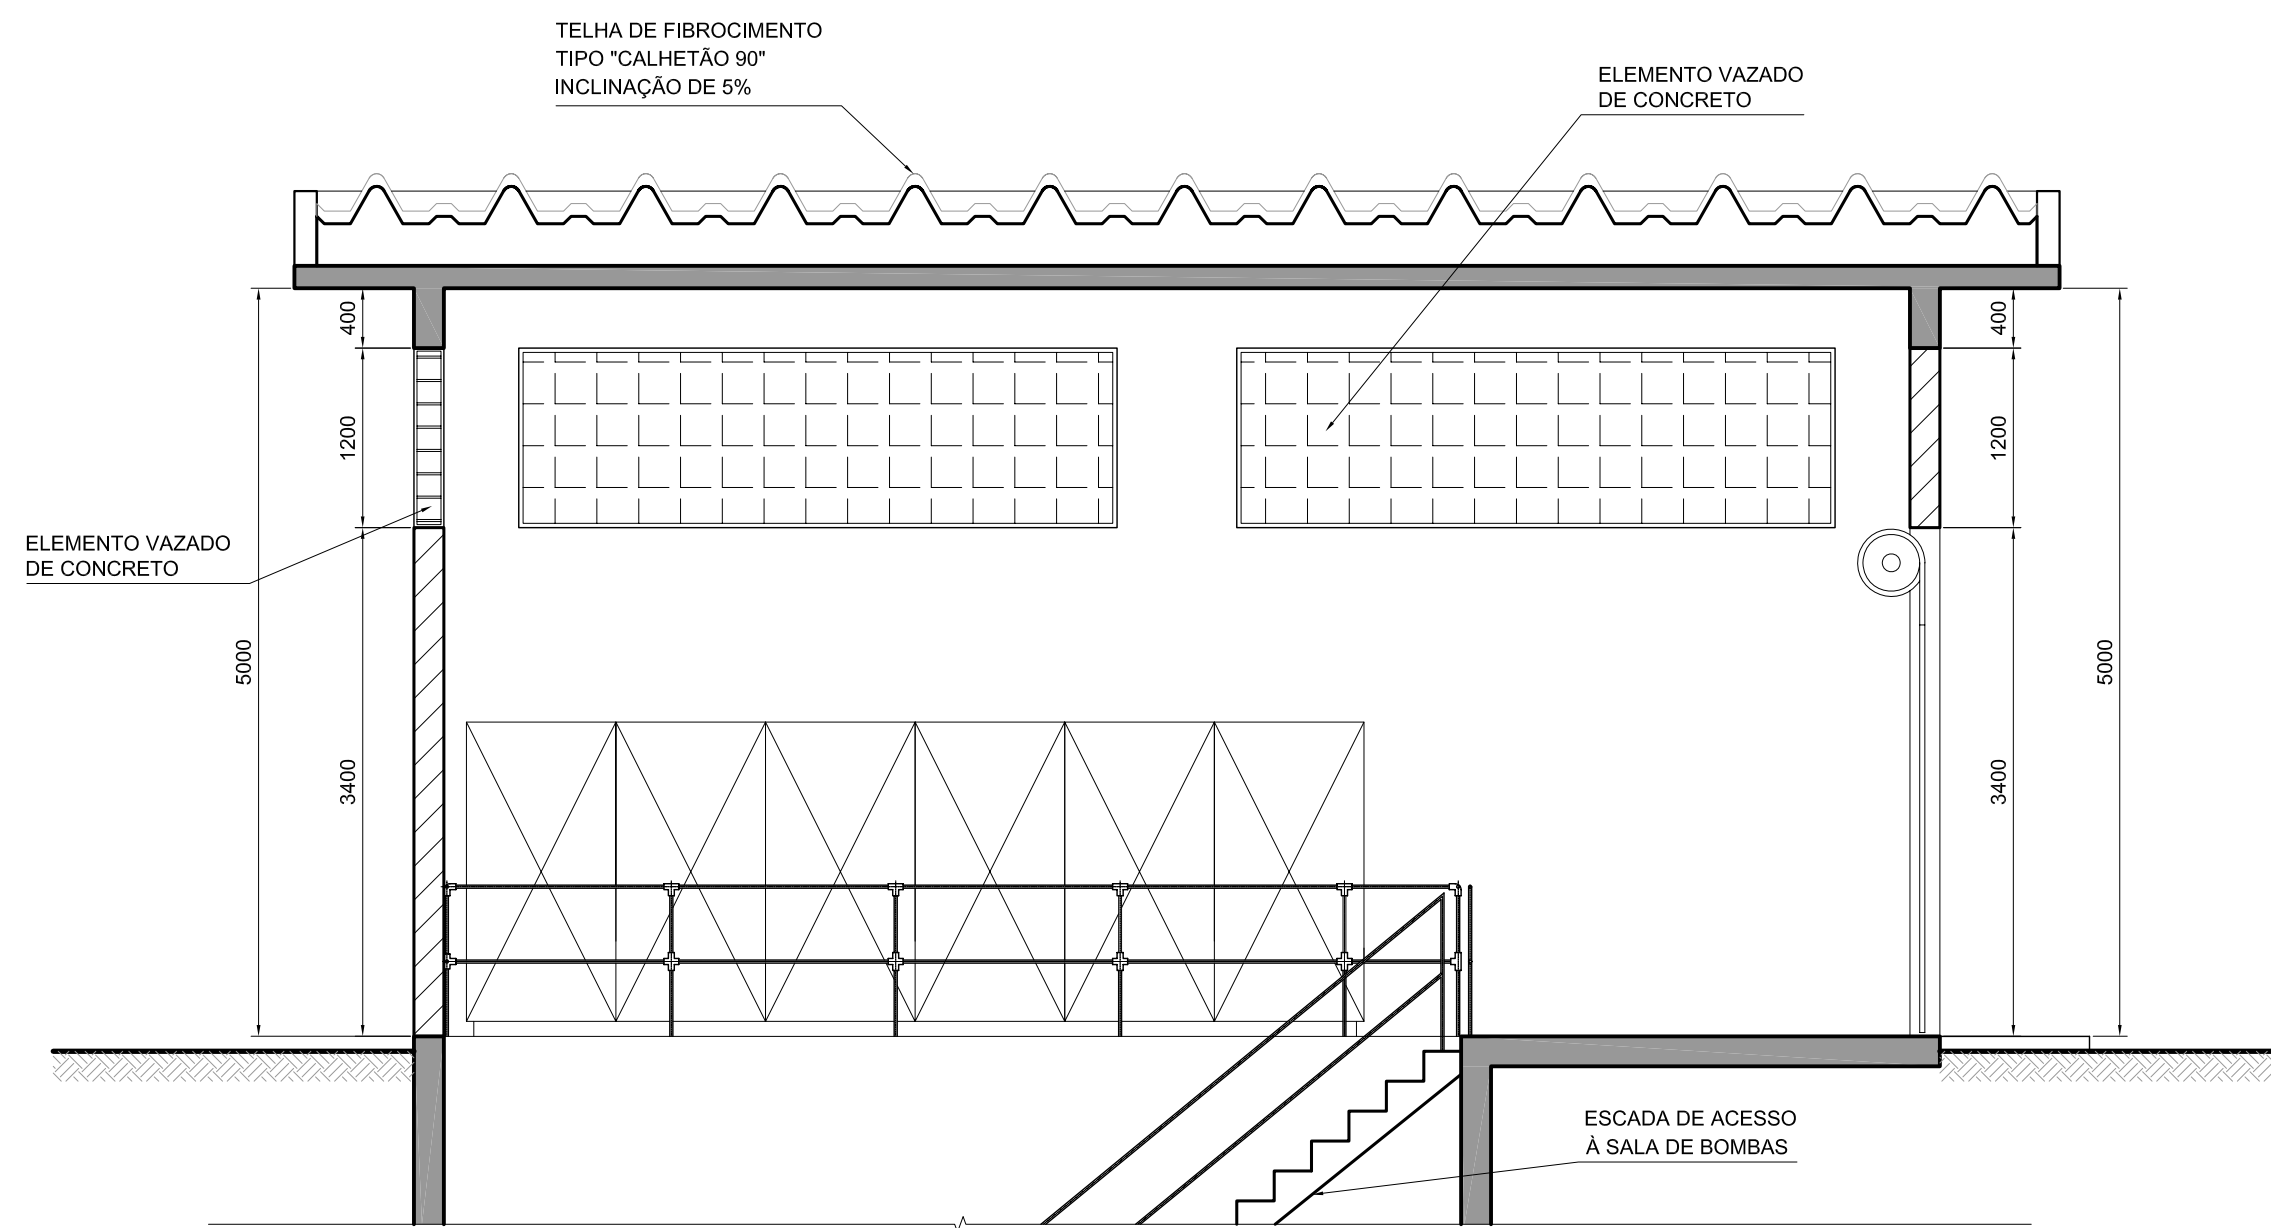 TELHA DE FIBROCIMENTO
TIPO "CALHETÃO 90"
INCLINAÇÃO DE 5%
ELEMENTO VAZADO
DE CONCRETO
400
1200
5000
3400
ELEMENTO VAZADO
DE CONCRETO
400
1200
5000
3400
ESCADA DE ACESSO
À SALA DE BOMBAS